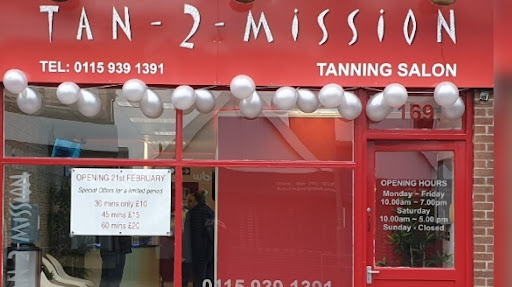 TAN-2-MiSSiON
TEL: 0115 939 1391
TANNING SALON
169
OPENING 21st FEBRUARY
Special Offers for a limited period
30 mins only £10
45 mins £15
60 mins £20
OPENING HOURS
Monday ~ Friday
10.00am ~ 7.00pm
Saturday
10.00am ~ 5.00 pm
Sunday - Closed
N-2-MiSSiON
0115 939 1391